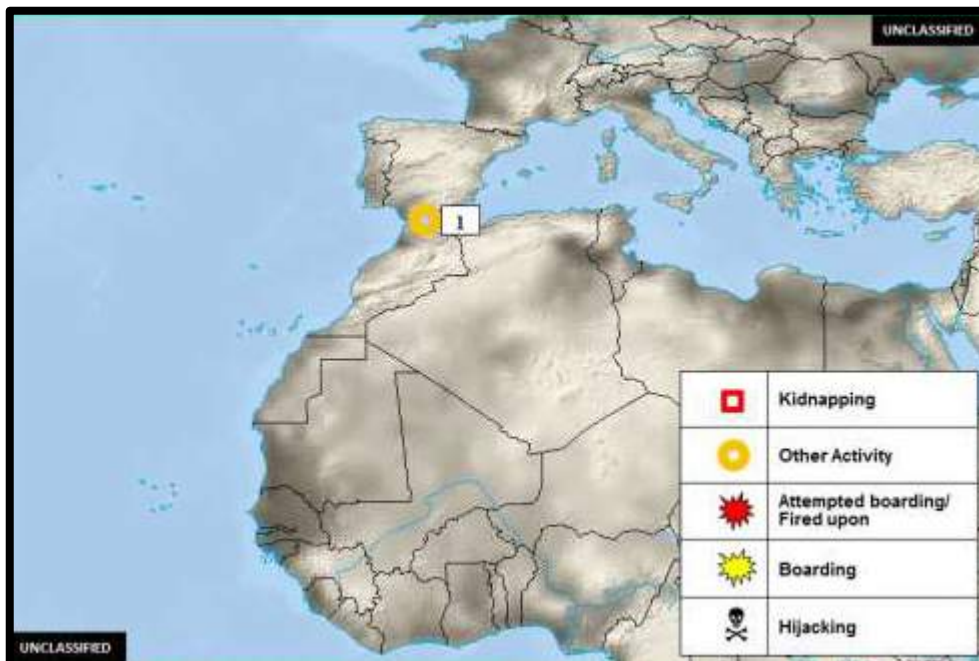 UNCLASSIFIED
1
Kidnapping
Other Activity
Attempted boarding/
Fired upon
Boarding
Hijacking
UNCLASSIFIED